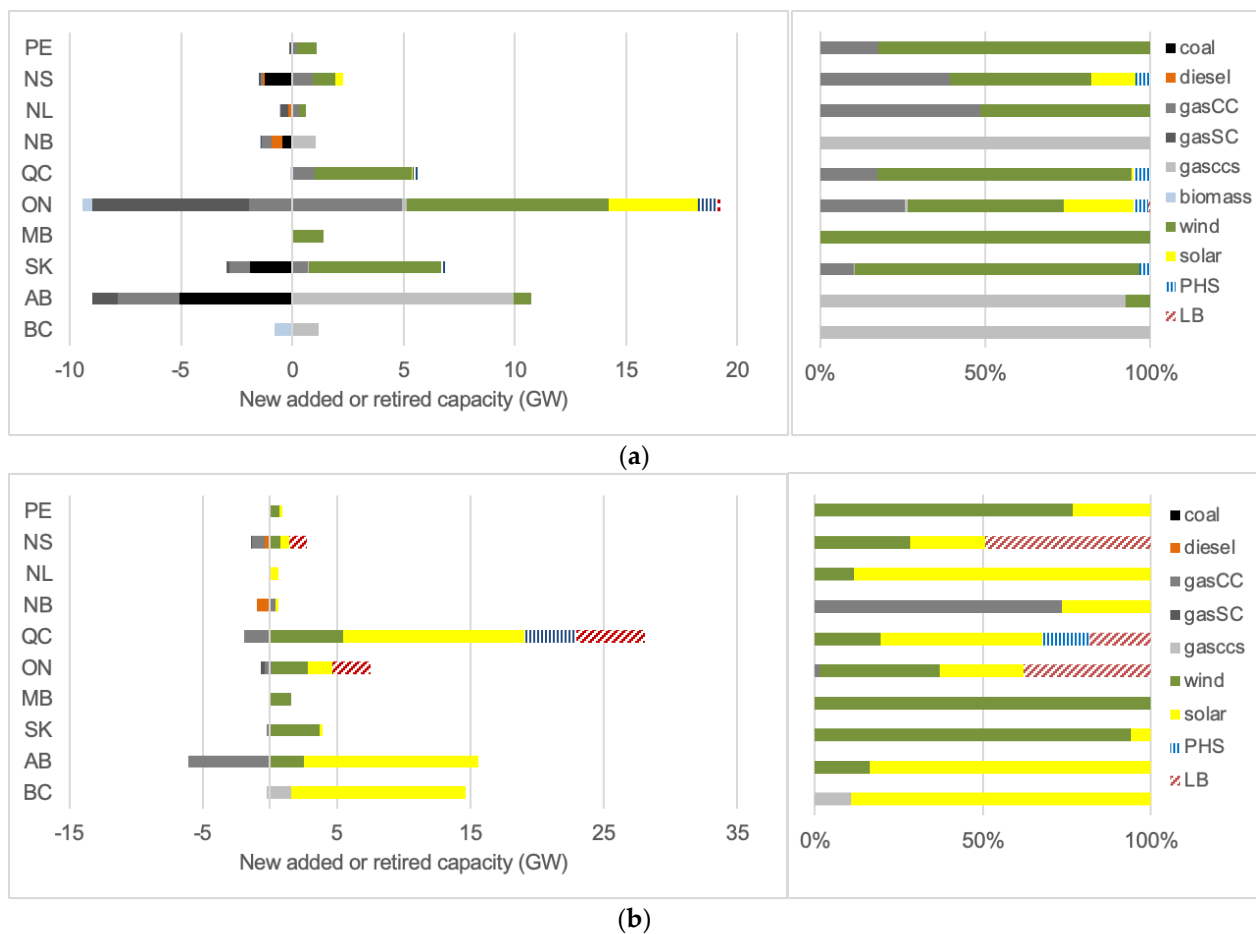 PE
NS
NL
NB
QC
ON
MB
SK
AB
BC
-10 -5 0 5 10 15 20
New added or retired capacity (GW)
0% 50% 100%
coal
diesel
gasCC
gasSC
gasccs
biomass
wind
solar
PHS
LB
(a)
PE
NS
NL
NB
QC
ON
MB
SK
AB
BC
-15 -5 5 15 25 35
New added or retired capacity (GW)
0% 50% 100%
coal
diesel
gasCC
gasSC
gasccs
wind
solar
PHS
LB
(b)